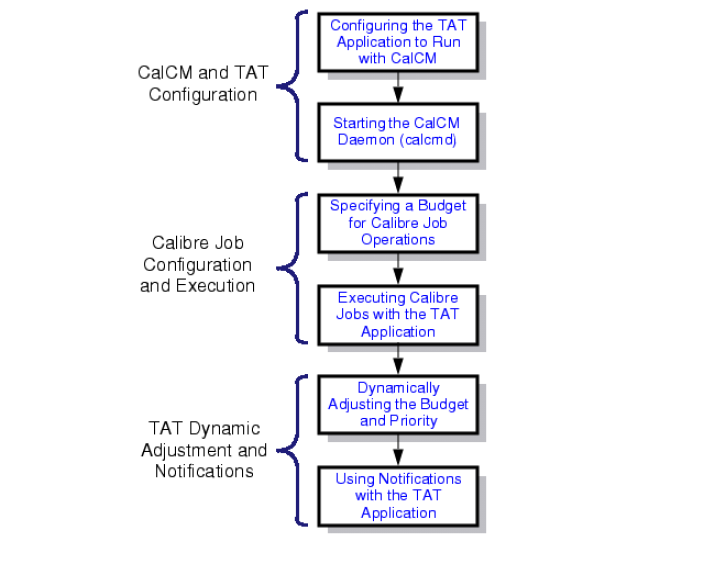 Configuring the TAT
Application to Run
with CalCM
CalCM and TAT
Configuration
Starting the CalCM
Daemon (calcmd)
Specifying a Budget
for Calibre Job
Operations
Calibre Job
Configuration
and Execution
Executing Calibre
Jobs with the TAT
Application
Dynamically
Adjusting the Budget
and Priority
TAT Dynamic
Adjustment and
Notifications
Using Notifications
with the TAT
Application